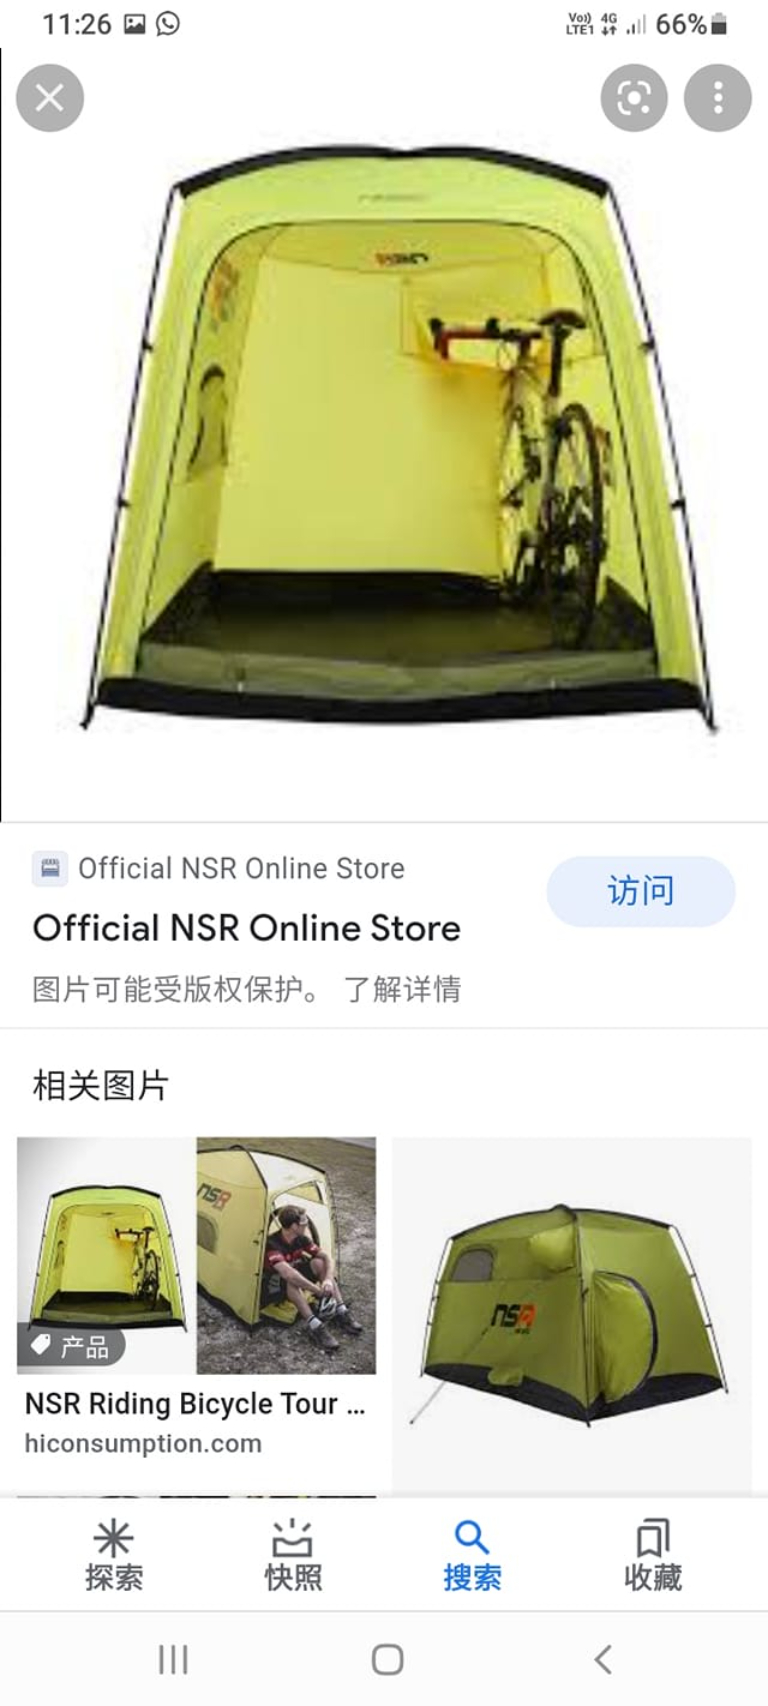 11:26
Vo)) 4G
LTE1
66%
Official NSR Online Store
访问
Official NSR Online Store
图片可能受版权保护。 了解详情
相关图片
NSR
NSR
产品
NSR Riding Bicycle Tour ...
hiconsumption.com
探索
快照
搜索
收藏